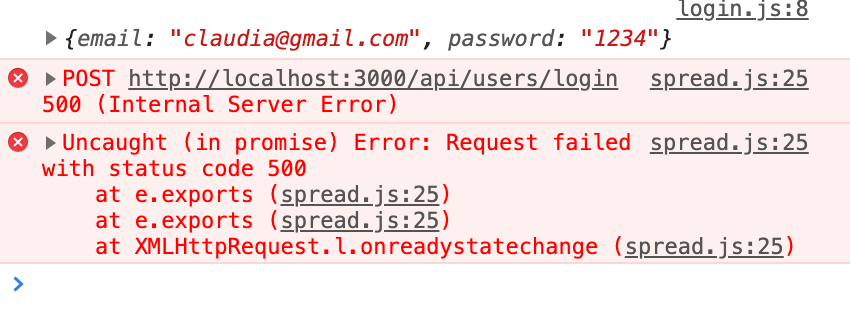 login.js:8
{email: "claudia@gmail.com", password: "1234"}
POST http://localhost:3000/api/users/login spread.js:25
500 (Internal Server Error)
Uncaught (in promise) Error: Request failed spread.js:25
with status code 500
at e.exports (spread.js:25)
at e.exports (spread.js:25)
at XMLHttpRequest.l.onreadystatechange (spread.js:25)